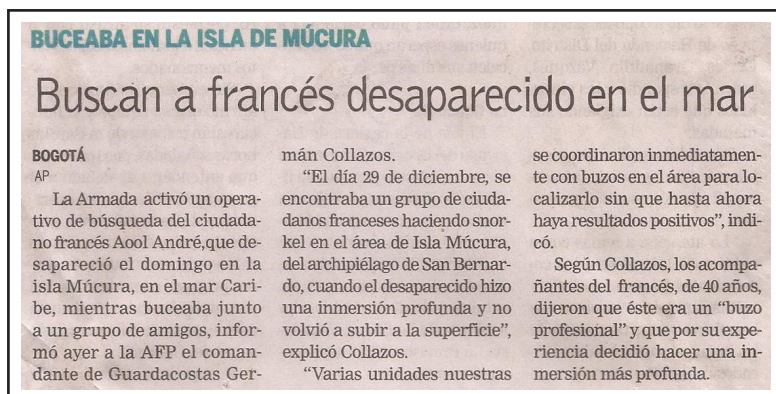 BUCEABA EN LA ISLA DE MÚCURA
Buscan a francés desaparecido en el mar
BOGOTÁ
AP
La Armada activó un opera-
tivo de búsqueda del ciudada-
no francés Aool André,que de-
sapareció el domingo en la
isla Múcura, en el mar Cari-
be, mientras buceaba junto
a un grupo de amigos, infor-
mó ayer a la AFP el coman-
dante de Guardacostas Ger-
mán Collazos.
“El día 29 de diciembre, se
encontraba un grupo de ciuda-
danos franceses haciendo snor-
kel en el área de Isla Múcura,
del archipiélago de San Bernar-
do, cuando el desaparecido hizo
una inmersión profunda y no
volvió a subir a la superficie”,
explicó Collazos.
“Varias unidades nuestras
se coordinaron inmediatamen-
te con buzos en el área para lo-
calizarlo sin que hasta ahora
haya resultados positivos”, indi-
có.
Según Collazos, los acompa-
ñantes del francés, de 40 años,
dijeron que éste era un “buzo
profesional” y que por su expe-
riencia decidió hacer una in-
mersión más profunda.